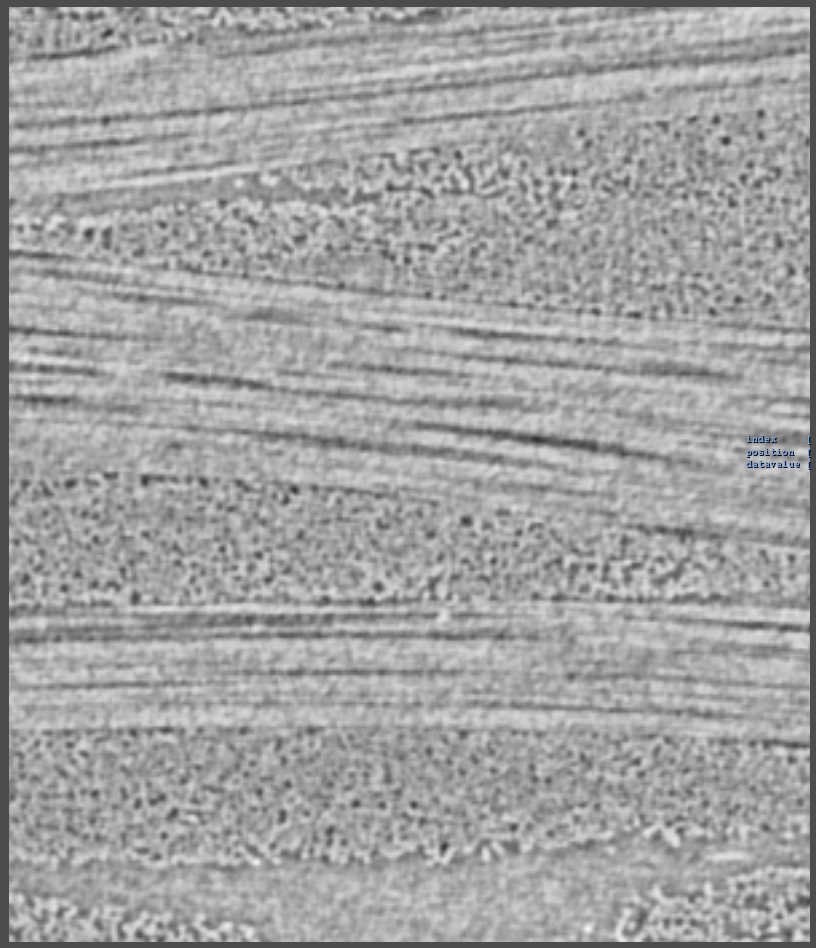 index [
position [
datavalue [